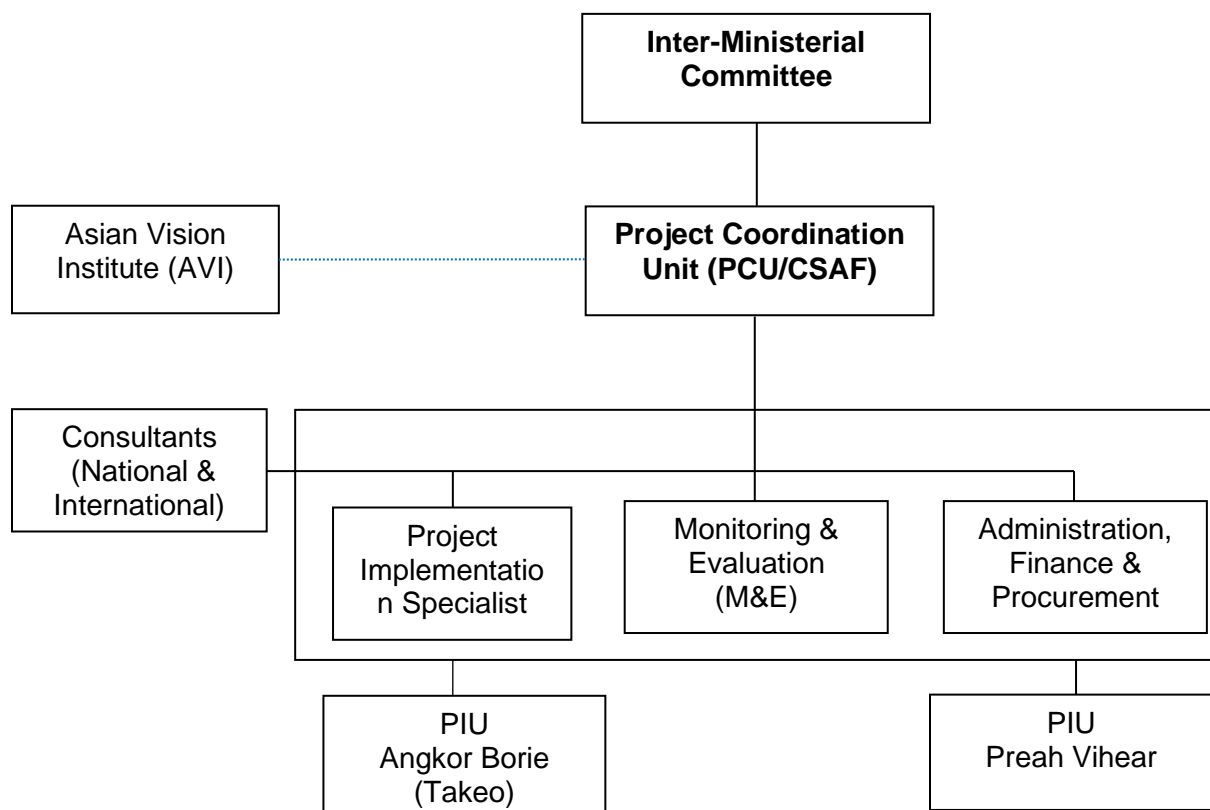 Inter-Ministerial
Committee
Asian Vision
Institute (AVI)
Project Coordination
Unit (PCU/CSAF)
Consultants
(National &
International)
Project
Implementatio
n Specialist
Monitoring &
Evaluation
(M&E)
Administration,
Finance &
Procurement
PIU
Angkor Borie
(Takeo)
PIU
Preah Vihear